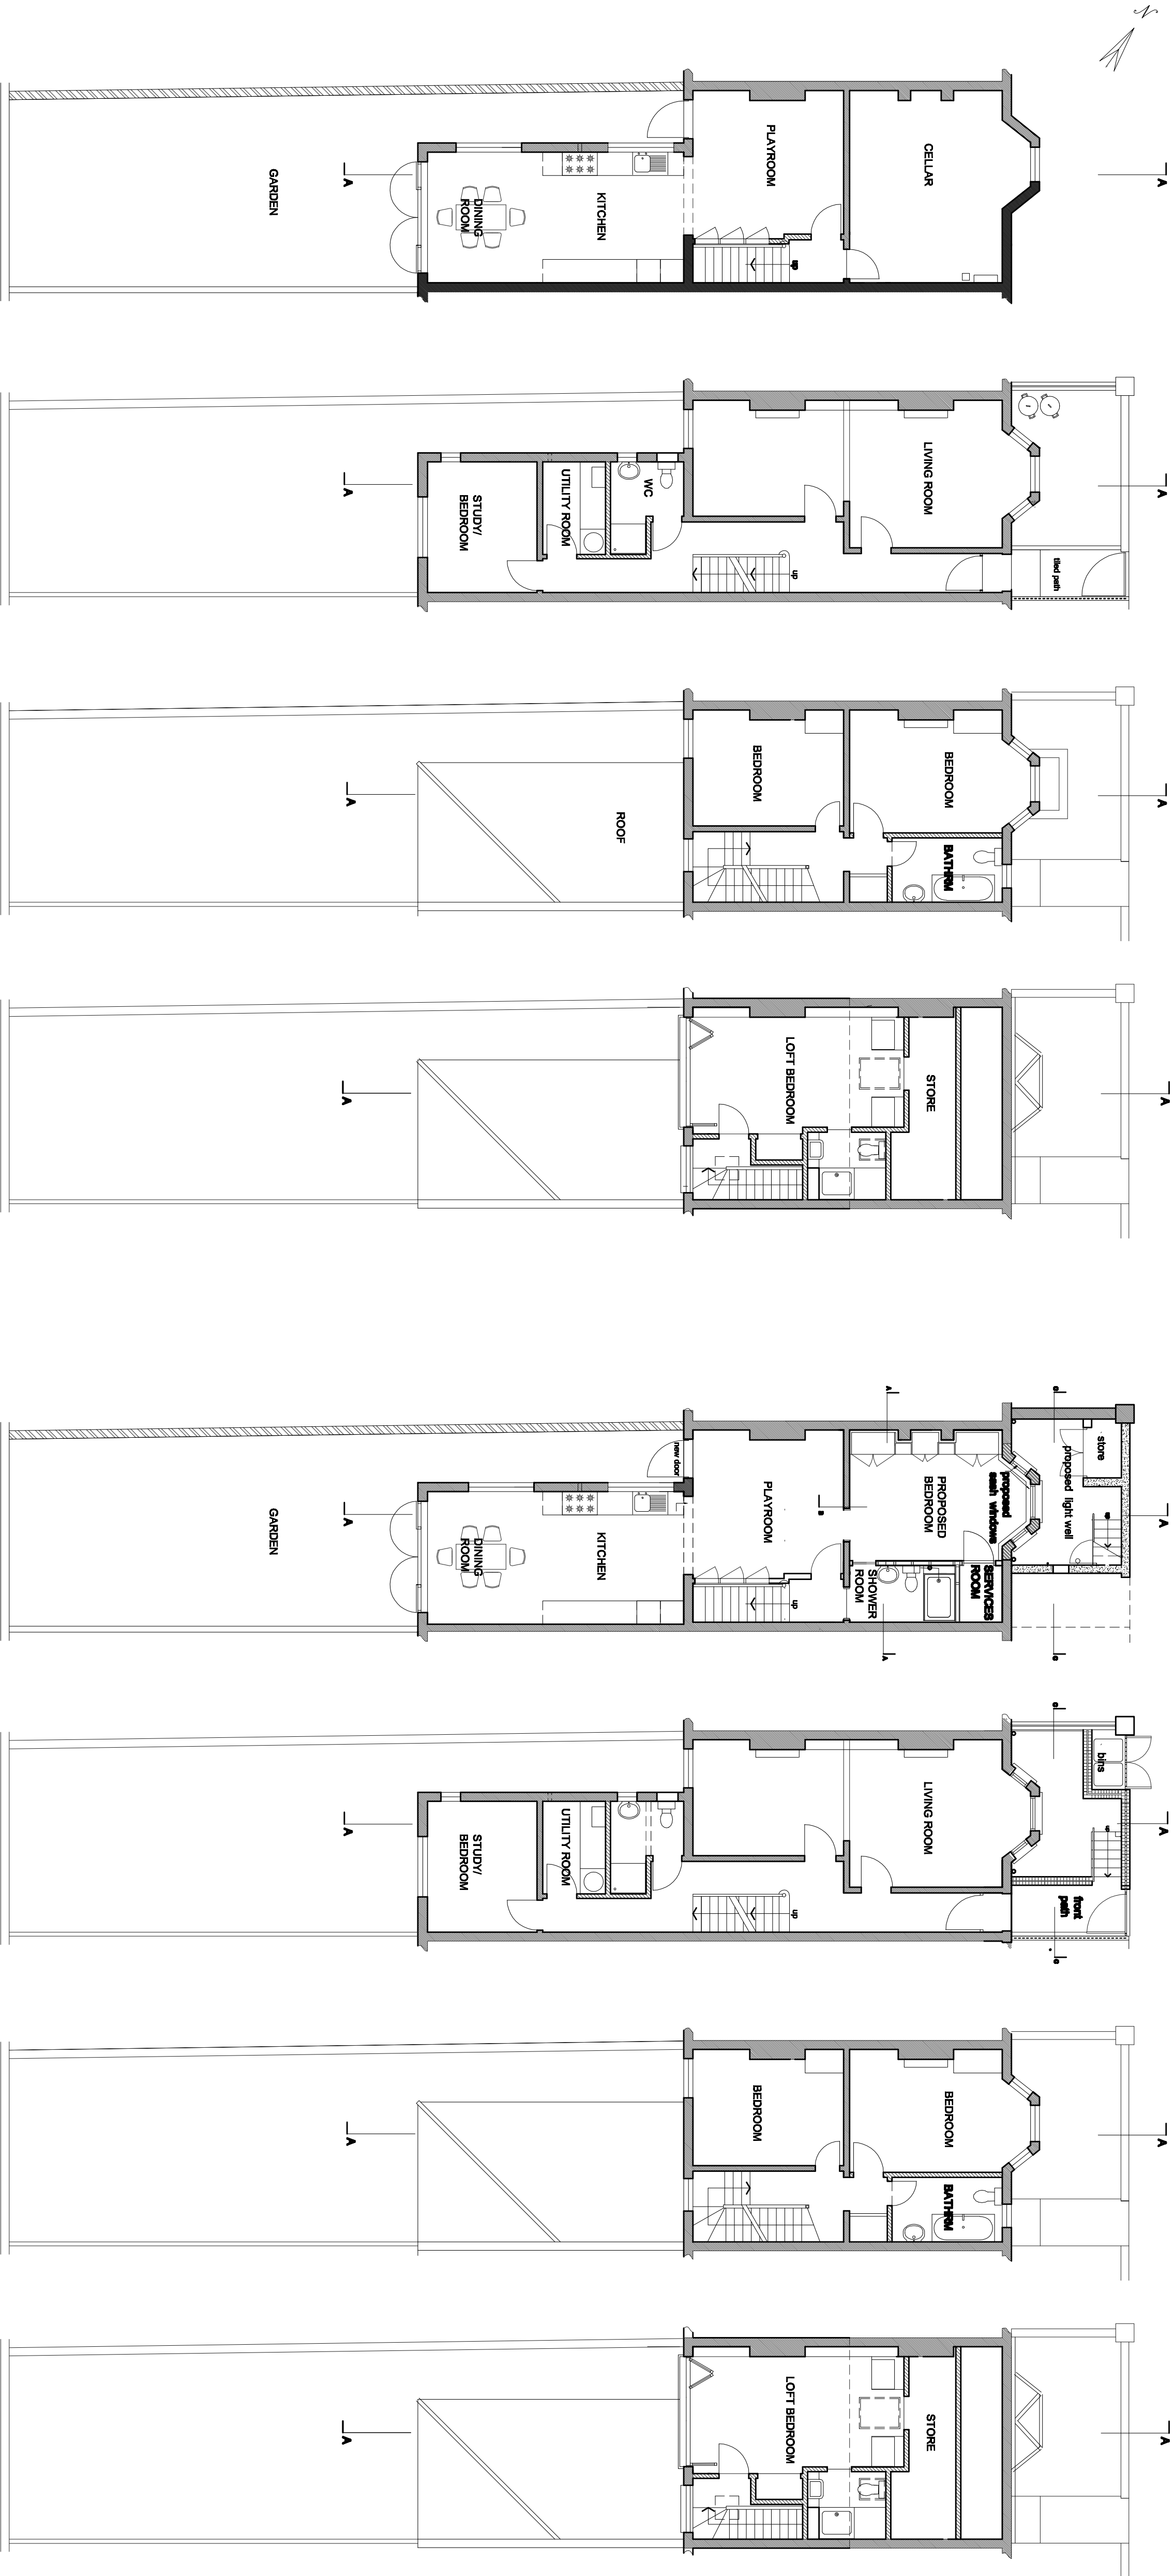 N
PLAYROOM
CELLAR
A
A
GARDEN
KITCHEN
DINING
ROOM
up
LIVING ROOM
A
A
WC
UTILITY ROOM
STUDY/
BEDROOM
up
tiled path
BEDROOM
BEDROOM
A
A
ROOF
BATHRM
LOFT BEDROOM
STORE
A
A
A
G
new door
store
proposed light well
proposed
sash windows
PROPOSED
BEDROOM
PLAYROOM
B
up
A
A
GARDEN
KITCHEN
DINING
ROOM
SERVICES
ROOM
SHOWER
ROOM
up
A
G
G
bins
LIVING ROOM
up
A
A
UTILITY ROOM
STUDY/
BEDROOM
up
front
path
G
BEDROOM
BEDROOM
A
A
BATHRM
LOFT BEDROOM
STORE
A
A